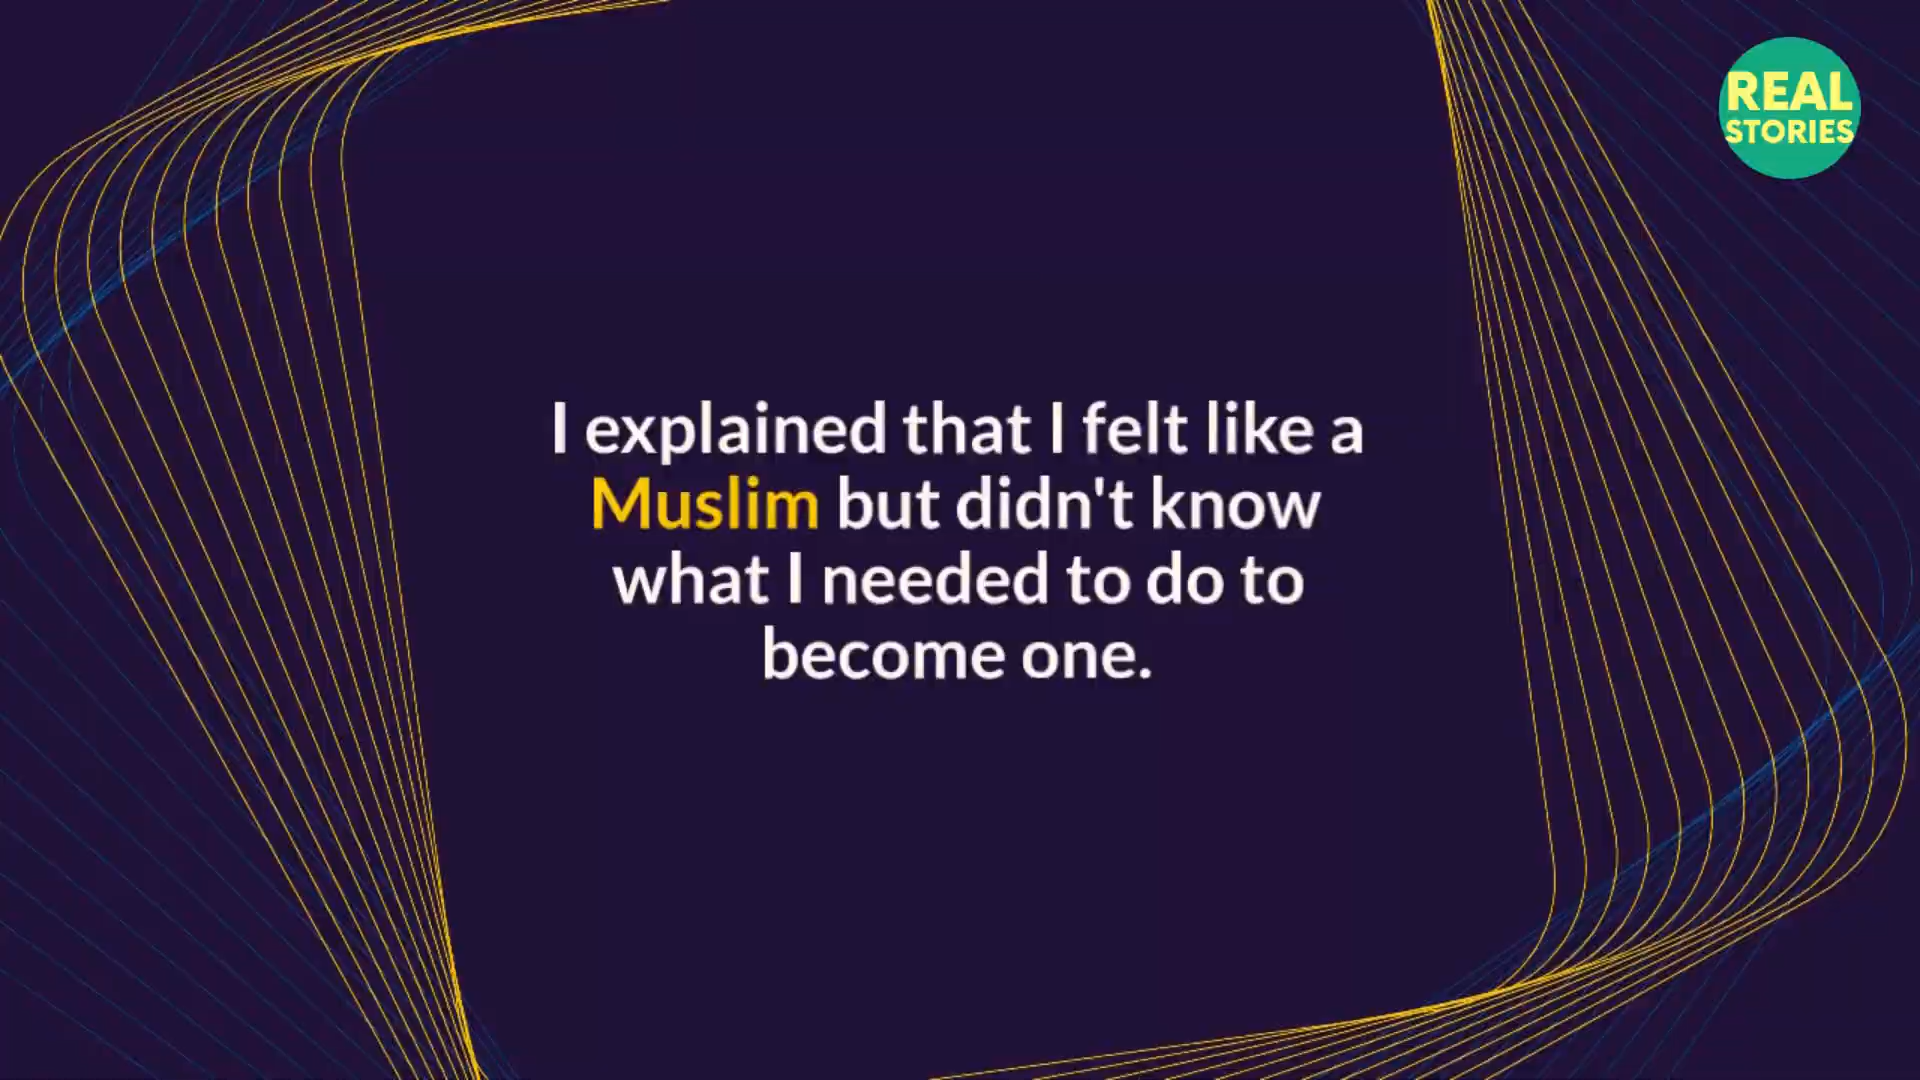 REAL
STORIES
I explained that I felt like a
Muslim but didn't know
what I needed to do to
become one.